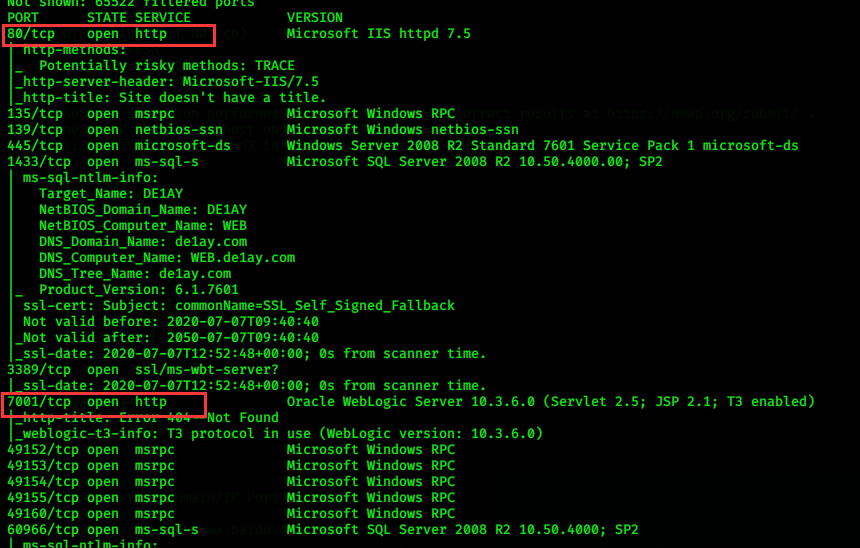 Not shown: 65522 filtered ports
PORT STATE SERVICE VERSION
80/tcp open http Microsoft IIS httpd 7.5
| http-methods:
|_ Potentially risky methods: TRACE
|_http-server-header: Microsoft-IIS/7.5
|_http-title: Site doesn't have a title.
135/tcp open msrpc Microsoft Windows RPC
139/tcp open netbios-ssn Microsoft Windows netbios-ssn
445/tcp open microsoft-ds Windows Server 2008 R2 Standard 7601 Service Pack 1 microsoft-ds
1433/tcp open ms-sql-s Microsoft SQL Server 2008 R2 10.50.4000.00; SP2
| ms-sql-ntlm-info:
| Target_Name: DE1AY
| NetBIOS_Domain_Name: DE1AY
| NetBIOS_Computer_Name: WEB
| DNS_Domain_Name: de1ay.com
| DNS_Computer_Name: WEB.de1ay.com
| DNS_Tree_Name: de1ay.com
|_ Product_Version: 6.1.7601
| ssl-cert: Subject: commonName=SSL_Self_Signed_Fallback
| Not valid before: 2020-07-07T09:40:40
|_Not valid after: 2050-07-07T09:40:40
|_ssl-date: 2020-07-07T12:52:48+00:00; 0s from scanner time.
3389/tcp open ssl/ms-wbt-server?
|_ssl-date: 2020-07-07T12:52:48+00:00; 0s from scanner time.
7001/tcp open http Oracle WebLogic Server 10.3.6.0 (Servlet 2.5; JSP 2.1; T3 enabled)
|_http-title: Error 404--Not Found
|_weblogic-t3-info: T3 protocol in use (WebLogic version: 10.3.6.0)
49152/tcp open msrpc Microsoft Windows RPC
49153/tcp open msrpc Microsoft Windows RPC
49154/tcp open msrpc Microsoft Windows RPC
49155/tcp open msrpc Microsoft Windows RPC
49160/tcp open msrpc Microsoft Windows RPC
60966/tcp open ms-sql-s Microsoft SQL Server 2008 R2 10.50.4000; SP2
| ms-sql-ntlm-info: